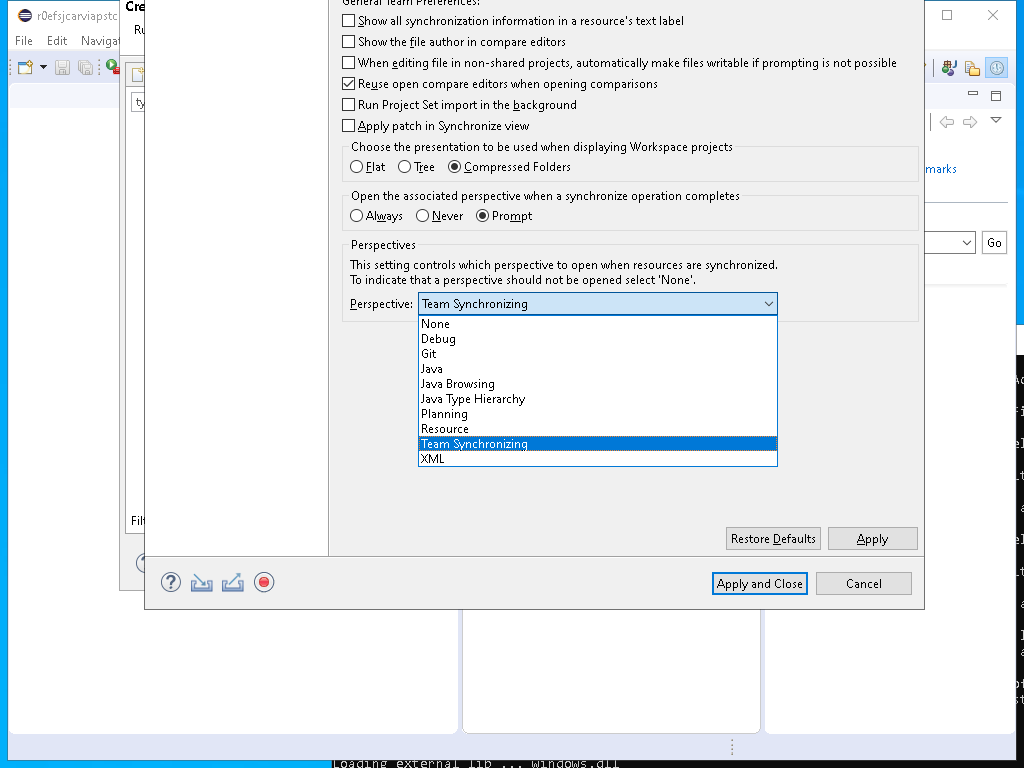 r0efsjcarviapstc
File Edit Navigat
Cre
Ru
ty
Filt
General Team Preferences:
Show all synchronization information in a resource's text label
Show the file author in compare editors
When editing file in non-shared projects, automatically make files writable if prompting is not possible
Reuse open compare editors when opening comparisons
Run Project Set import in the background
Apply patch in Synchronize view
Choose the presentation to be used when displaying Workspace projects
Flat Tree Compressed Folders
Open the associated perspective when a synchronize operation completes
Always Never Prompt
Perspectives
This setting controls which perspective to open when resources are synchronized.
To indicate that a perspective should not be opened select 'None'.
Perspective: Team Synchronizing
None
Debug
Git
Java
Java Browsing
Java Type Hierarchy
Planning
Resource
Team Synchronizing
XML
Restore Defaults Apply
Apply and Close Cancel
marks
Go
Loading external lib ... Windows.dll